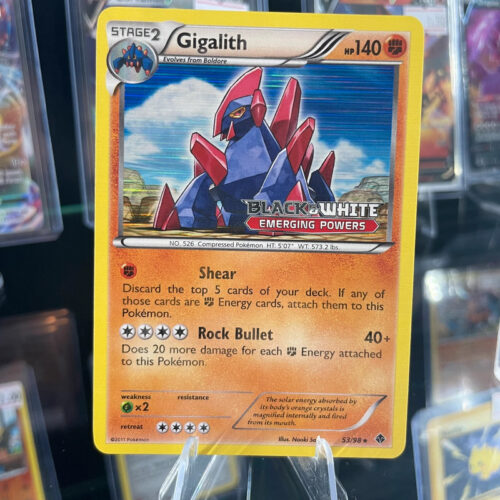 STAGE2 Gigalith HP140
Evolves from Boldore
BLACK & WHITE
EMERGING POWERS
NO. 526 Compressed Pokémon HT: 5'07" WT: 573.2 lbs.
Shear
Discard the top 5 cards of your deck. If any of
those cards are Energy cards, attach them to this
Pokémon.
Rock Bullet 40+
Does 20 more damage for each Energy attached
to this Pokémon.
weakness resistance
×2
retreat
The solar energy absorbed by
its body's orange crystals is
magnified internally and fired
from its mouth.
©2011 Pokémon Illus. Naoki 53/98 ★